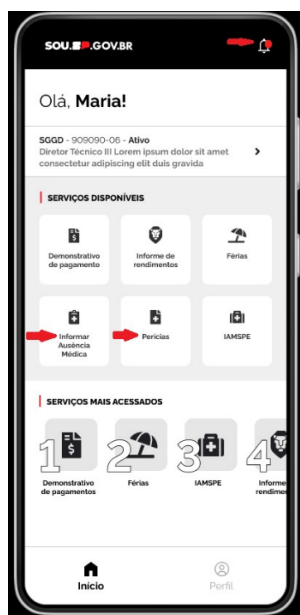 SOU.SP.GOV.BR
Olá, Maria!
SGGD - 909090-06 - Ativo
Diretor Técnico III Lorem ipsum dolor sit amet
consectetur adipiscing elit duis gravida
SERVIÇOS DISPONÍVEIS
Demonstrativo
de pagamento
Informe de
rendimentos
Férias
Informar
Ausência
Médica
Perícias
IAMSPE
SERVIÇOS MAIS ACESSADOS
1
2
3
4
Demonstrativo
de pagamentos
Férias
IAMSPE
Informe
rendime
Início
Perfil